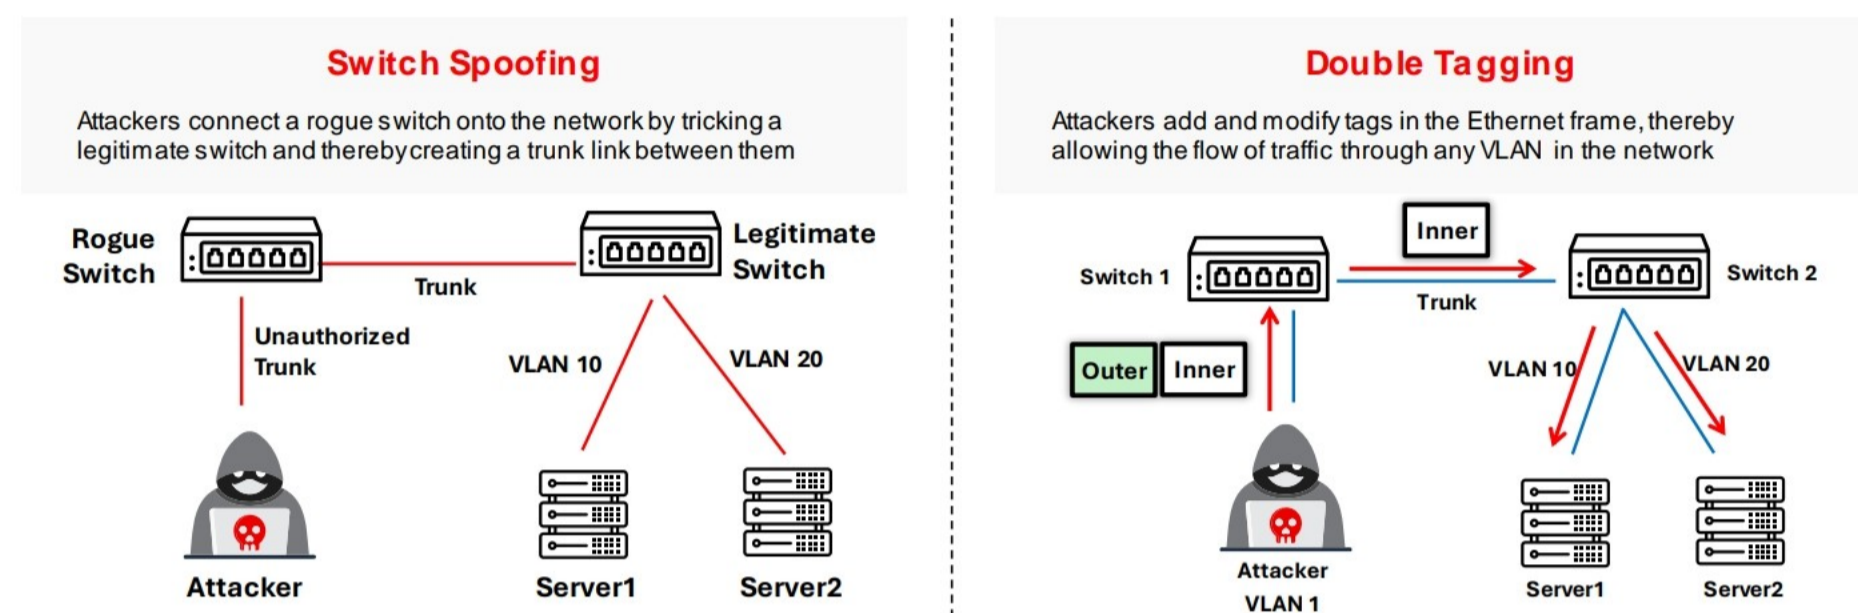 Switch Spoofing
Attackers connect a rogue switch onto the network by tricking a
legitimate switch and thereby creating a trunk link between them
Rogue
Switch
Trunk
Legitimate
Switch
Unauthorized
Trunk
VLAN 10
VLAN 20
Attacker
Server1
Server2
Double Tagging
Attackers add and modify tags in the Ethernet frame, thereby
allowing the flow of traffic through any VLAN in the network
Inner
Switch 1
Switch 2
Trunk
Outer
Inner
VLAN 10
VLAN 20
Attacker
VLAN 1
Server1
Server2